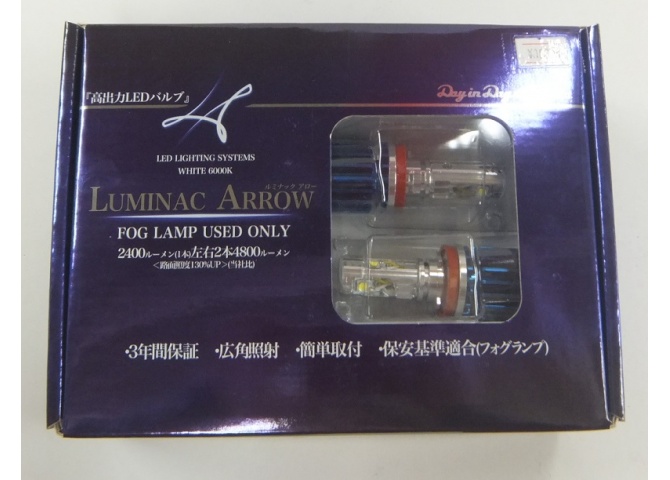 『高出力LEDバルブ』
Day in Day
LED LIGHTING SYSTEMS
WHITE 6000K
ルミナック アロー
LUMINAC ARROW
FOG LAMP USED ONLY
2400ルーメン(1本)左右2本4800ルーメン
<路面照度130%UP>(当社比)
・3年間保証 ・広角照射 ・簡単取付 ・保安基準適合(フォグランプ)